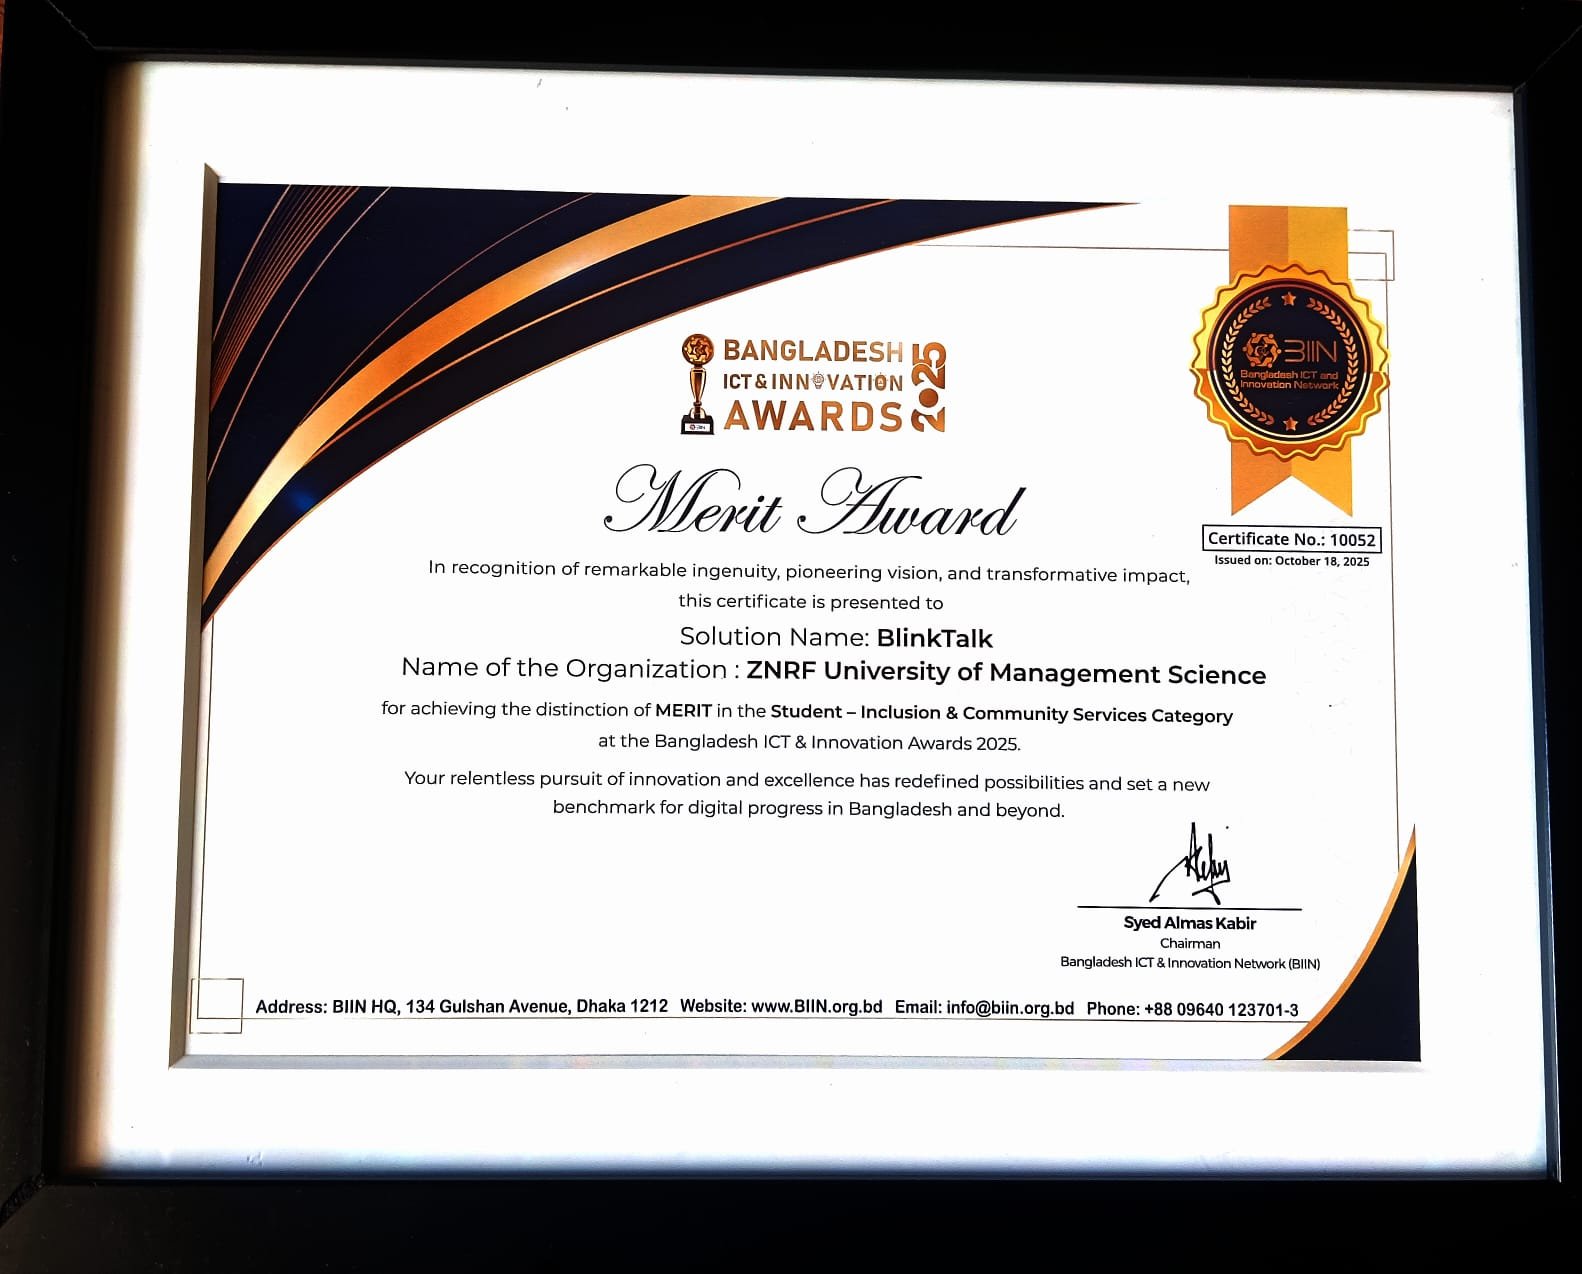 BANGLADESH
ICT & INNOVATION
AWARDS
2025
BIIN
Bangladesh ICT and
Innovation Network
Merit Award
Certificate No.: 10052
Issued on: October 18, 2025
In recognition of remarkable ingenuity, pioneering vision, and transformative impact,
this certificate is presented to
Solution Name: BlinkTalk
Name of the Organization : ZNRF University of Management Science
for achieving the distinction of MERIT in the Student – Inclusion & Community Services Category
at the Bangladesh ICT & Innovation Awards 2025.
Your relentless pursuit of innovation and excellence has redefined possibilities and set a new
benchmark for digital progress in Bangladesh and beyond.
Syed Almas Kabir
Chairman
Bangladesh ICT & Innovation Network (BIIN)
Address: BIIN HQ, 134 Gulshan Avenue, Dhaka 1212 Website: www.BIIN.org.bd Email: info@biin.org.bd Phone: +88 09640 123701-3